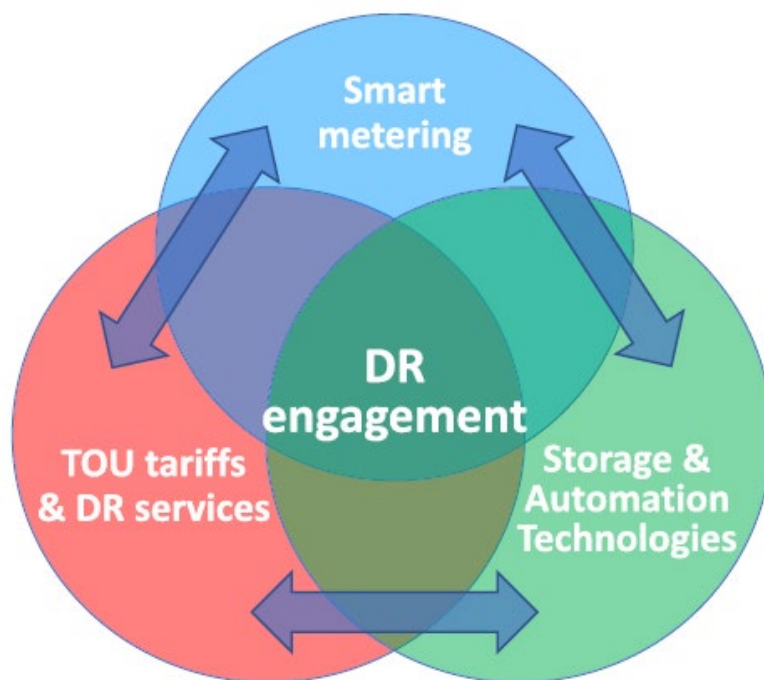 Smart
metering
DR
engagement
TOU tariffs
& DR services
Storage &
Automation
Technologies